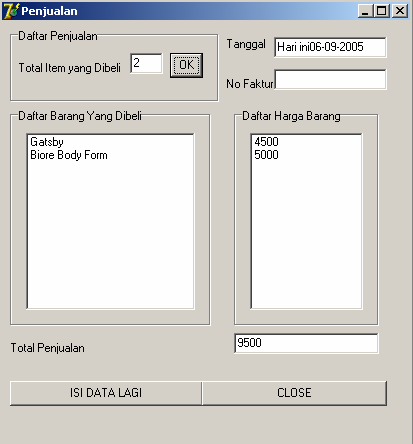 Penjualan
Daftar Penjualan
Total Item yang Dibeli 2 OK
Tanggal Hari ini06-09-2005
No Faktur
Daftar Barang Yang Dibeli
Gatsby
Biore Body Form
Daftar Harga Barang
4500
5000
Total Penjualan 9500
ISI DATA LAGI CLOSE